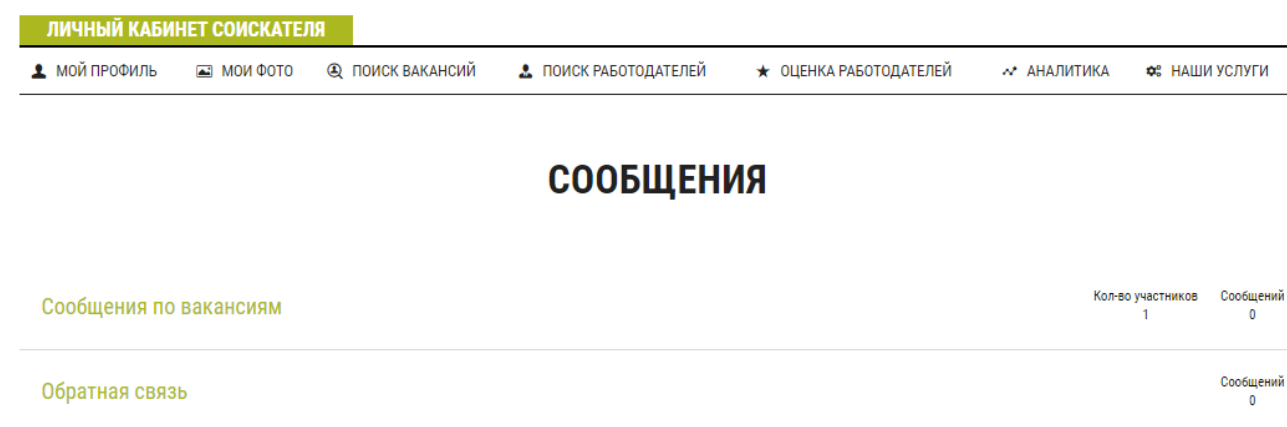 ЛИЧНЫЙ КАБИНЕТ СОИСКАТЕЛЯ
МОЙ ПРОФИЛЬ МОИ ФОТО ПОИСК ВАКАНСИЙ ПОИСК РАБОТОДАТЕЛЕЙ ОЦЕНКА РАБОТОДАТЕЛЕЙ АНАЛИТИКА НАШИ УСЛУГИ
СООБЩЕНИЯ
Сообщения по вакансиям Кол-во участников Сообщений
1 0
Обратная связь Сообщений
0